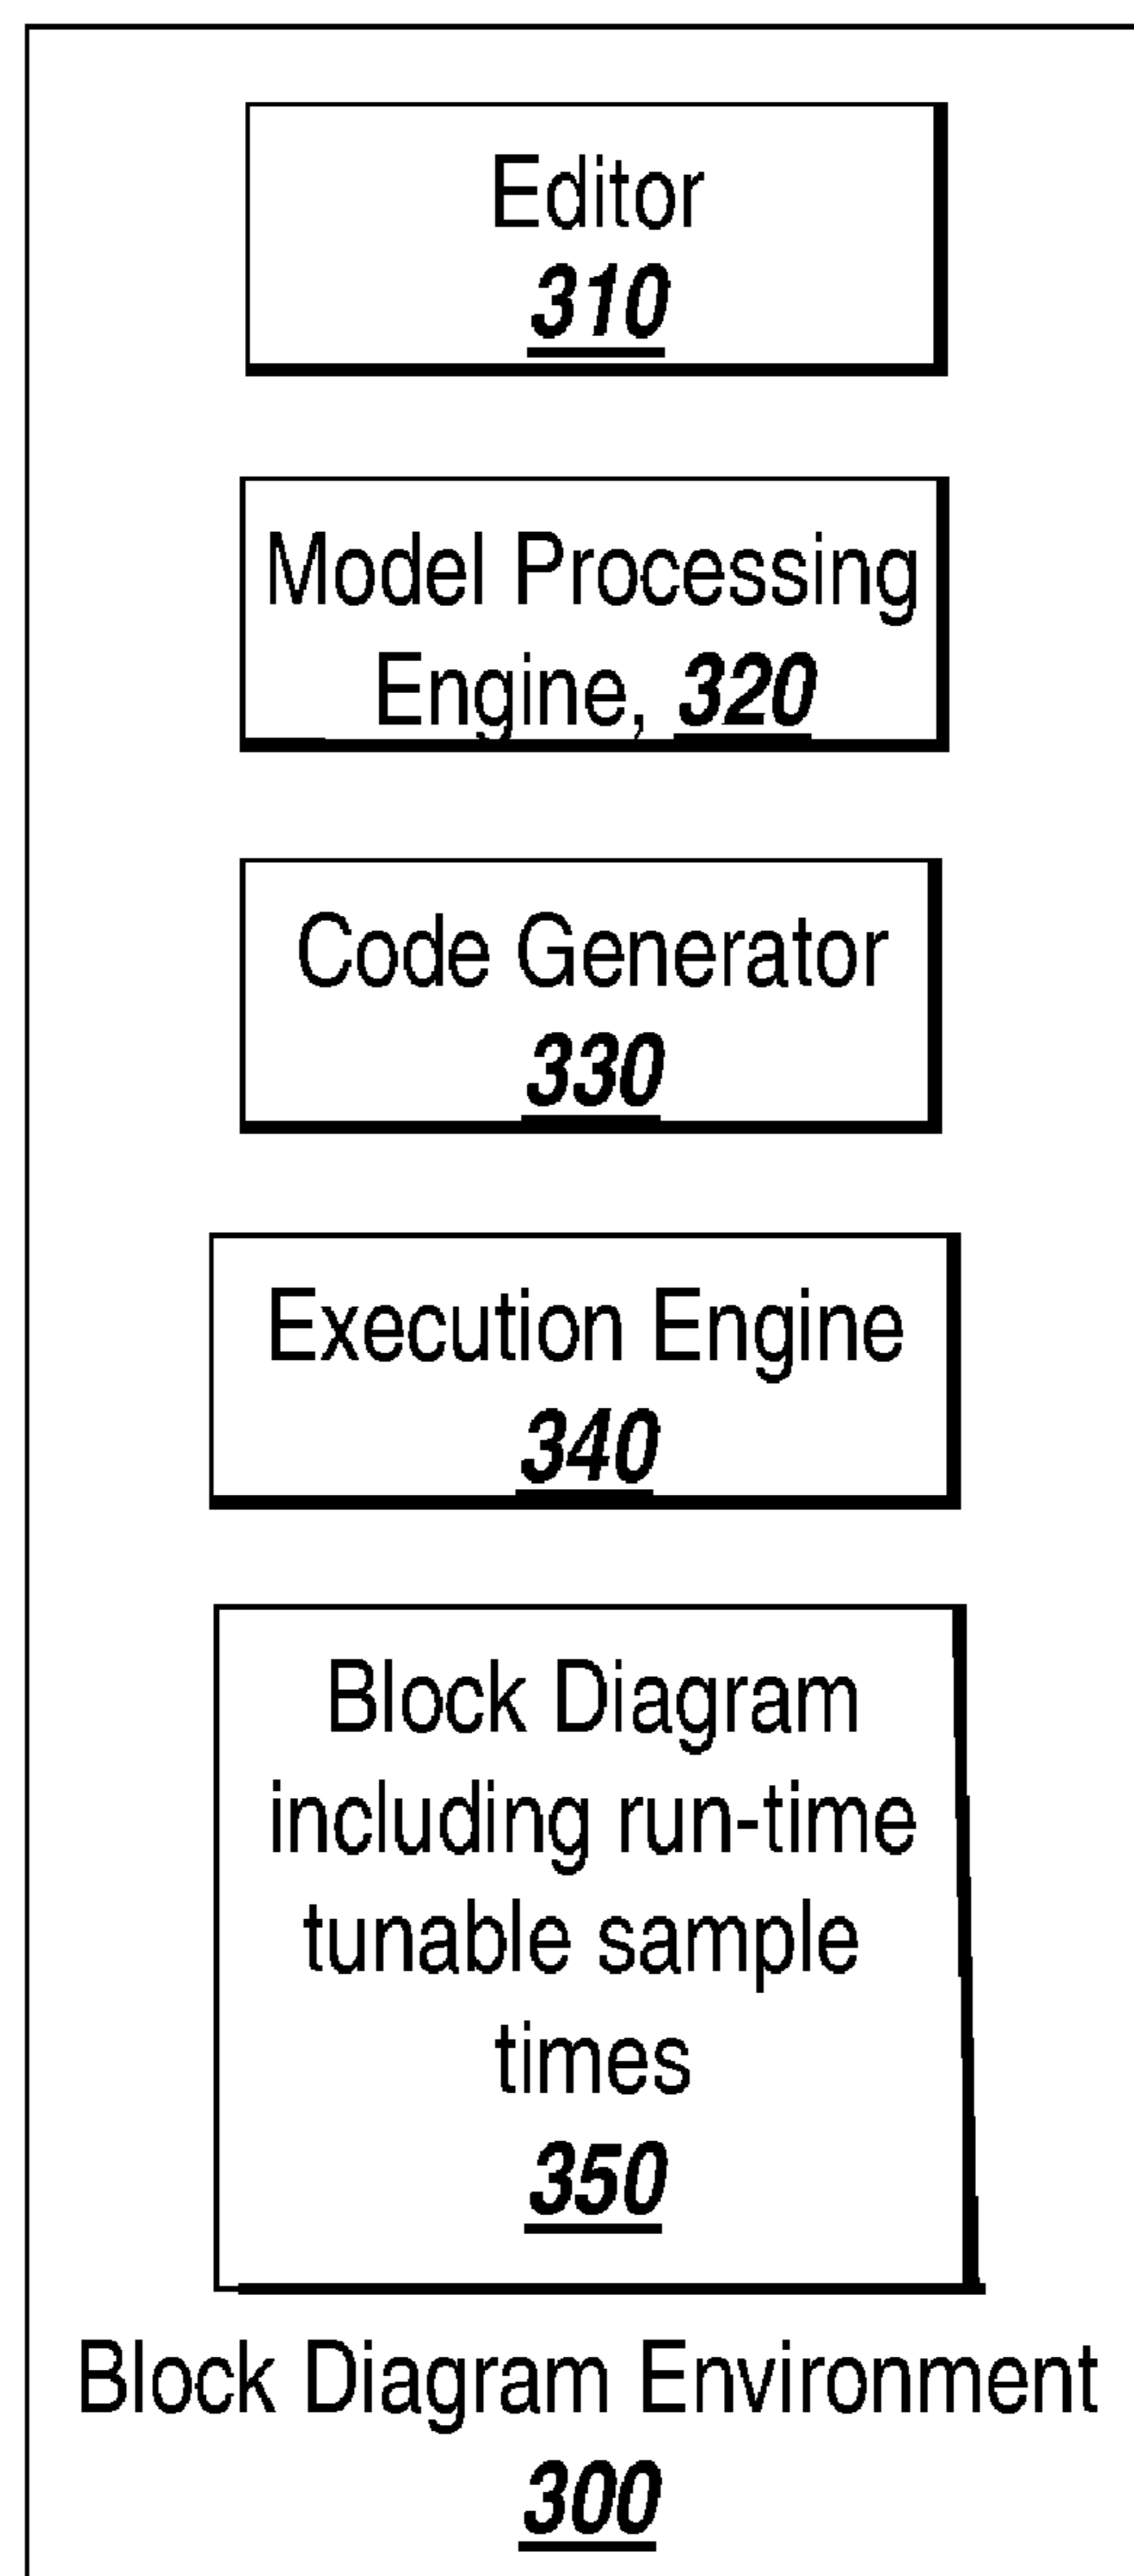 Editor
310
Model Processing
Engine, 320
Code Generator
330
Execution Engine
340
Block Diagram
including run-time
tunable sample
times
350
Block Diagram Environment
300